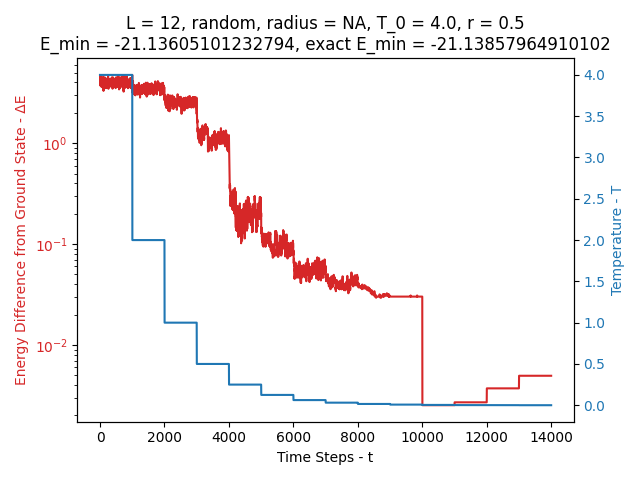 L = 12, random, radius = NA, T_0 = 4.0, r = 0.5
E_min = -21.13605101232794, exact E_min = -21.13857964910102
Energy Difference from Ground State - ΔE
10⁰
10⁻¹
10⁻²
4.0
3.5
3.0
2.5
2.0
1.5
1.0
0.5
0.0
Temperature - T
0 2000 4000 6000 8000 10000 12000 14000
Time Steps - t